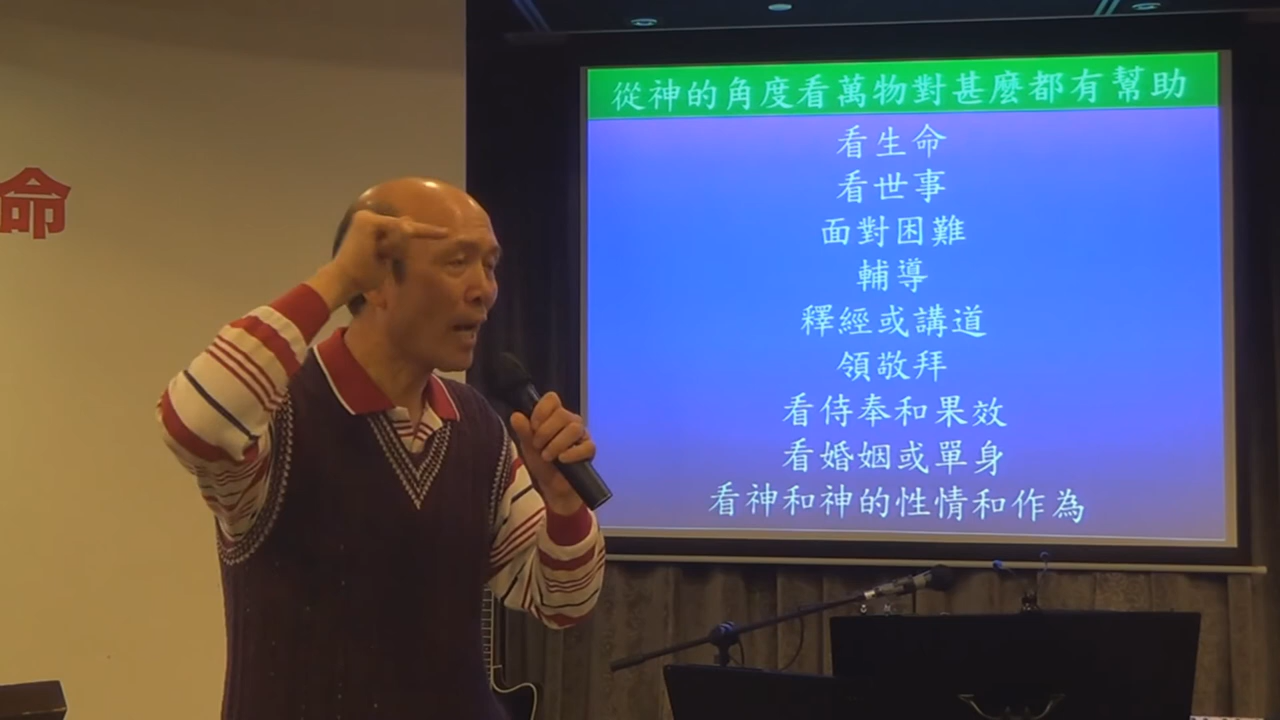 命
從神的角度看萬物對甚麼都有幫助
看生命
看世事
面對困難
輔導
釋經或講道
領敬拜
看侍奉和果效
看婚姻或單身
看神和神的性情和作為